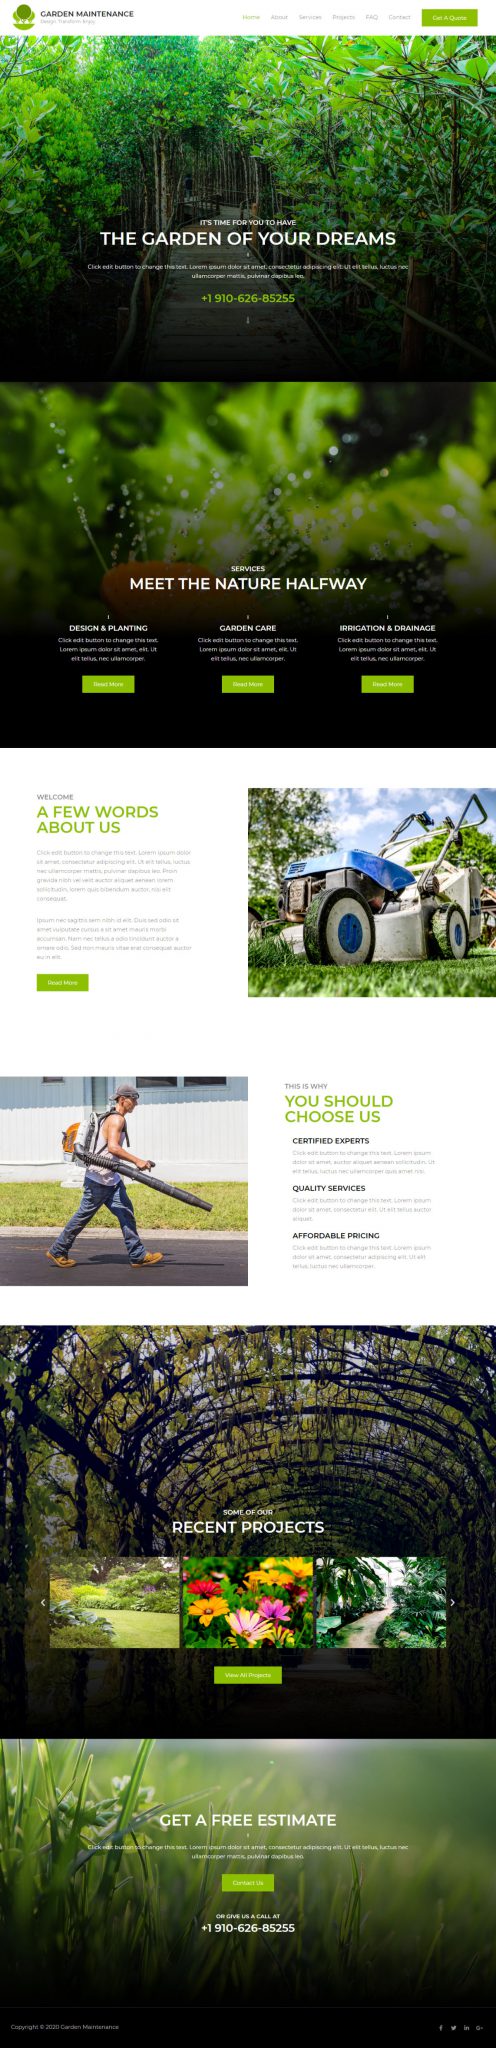 GARDEN MAINTENANCE
Design. Transform. Enjoy.
Home About Services Projects FAQ Contact Get A Quote
IT'S TIME FOR YOU TO HAVE
THE GARDEN OF YOUR DREAMS
Click edit button to change this text. Lorem ipsum dolor sit amet, consectetur adipiscing elit. Ut elit tellus, luctus nec
ullamcorper mattis, pulvinar dapibus leo.
+1 910-626-85255
SERVICES
MEET THE NATURE HALFWAY
DESIGN & PLANTING
Click edit button to change this text.
Lorem ipsum dolor sit amet, elit. Ut
elit tellus, nec ullamcorper.
Read More
GARDEN CARE
Click edit button to change this text.
Lorem ipsum dolor sit amet, elit. Ut
elit tellus, nec ullamcorper.
Read More
IRRIGATION & DRAINAGE
Click edit button to change this text.
Lorem ipsum dolor sit amet, elit. Ut
elit tellus, nec ullamcorper.
Read More
WELCOME
A FEW WORDS
ABOUT US
Click edit button to change this text. Lorem ipsum dolor
sit amet, consectetur adipiscing elit. Ut elit tellus, luctus
nec ullamcorper mattis, pulvinar dapibus leo. Proin
gravida nibh vel velit auctor aliquet aenean lorem
sollicitudin, lorem quis bibendum auctor, nisi elit
consequat.
Ipsum nec sagittis sem nibh id elit. Duis sed odio sit
amet vulputate cursus a sit amet mauris morbi
accumsan. Nam nec tellus a odio tincidunt auctor a
ornare odio. Sed non mauris vitae erat consequat auctor
eu in elit.
Read More
THIS IS WHY
YOU SHOULD
CHOOSE US
CERTIFIED EXPERTS
Click edit button to change this text. Lorem ipsum
dolor sit amet, auctor aliquet aenean sollicitudin. Ut
elit tellus, luctus nec ullamcorper quis amet nisi.
QUALITY SERVICES
Click edit button to change this text. Lorem ipsum
dolor sit amet, consectetur elit. Ut elit tellus auctor
aliquet.
AFFORDABLE PRICING
Click edit button to change this text. Lorem ipsum
dolor sit amet, consectetur adipiscing elit. Ut elit
tellus, luctus nec ullamcorper.
SOME OF OUR
RECENT PROJECTS
View All Projects
GET A FREE ESTIMATE
Click edit button to change this text. Lorem ipsum dolor sit amet, consectetur adipiscing elit. Ut elit tellus, luctus nec
ullamcorper mattis, pulvinar dapibus leo.
Contact Us
OR GIVE US A CALL AT
+1 910-626-85255
Copyright © 2020 Garden Maintenance